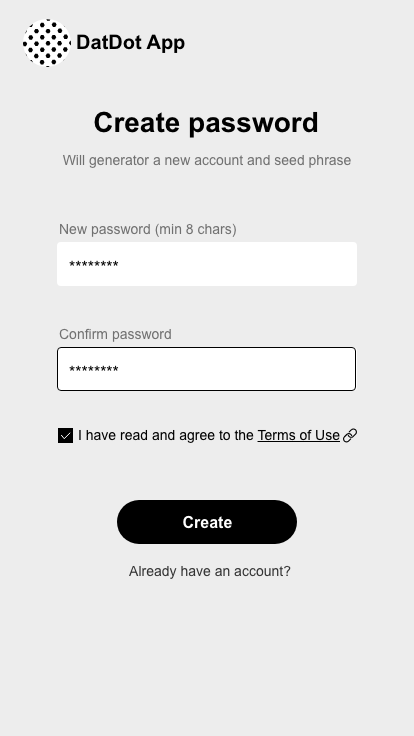 DatDot App
Create password
Will generator a new account and seed phrase
New password (min 8 chars)
********
Confirm password
********
I have read and agree to the Terms of Use
Create
Already have an account?